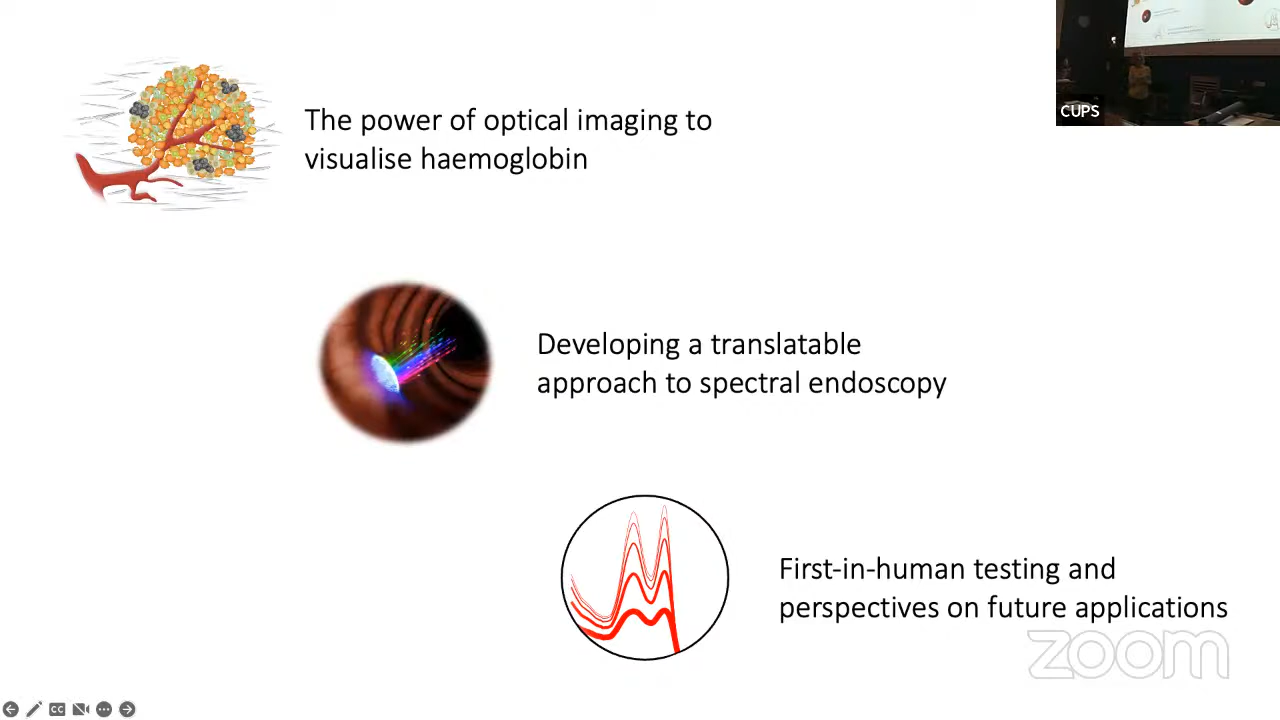 The power of optical imaging to
visualise haemoglobin
CUPS
Developing a translatable
approach to spectral endoscopy
First-in-human testing and
perspectives on future applications
zoom
CC